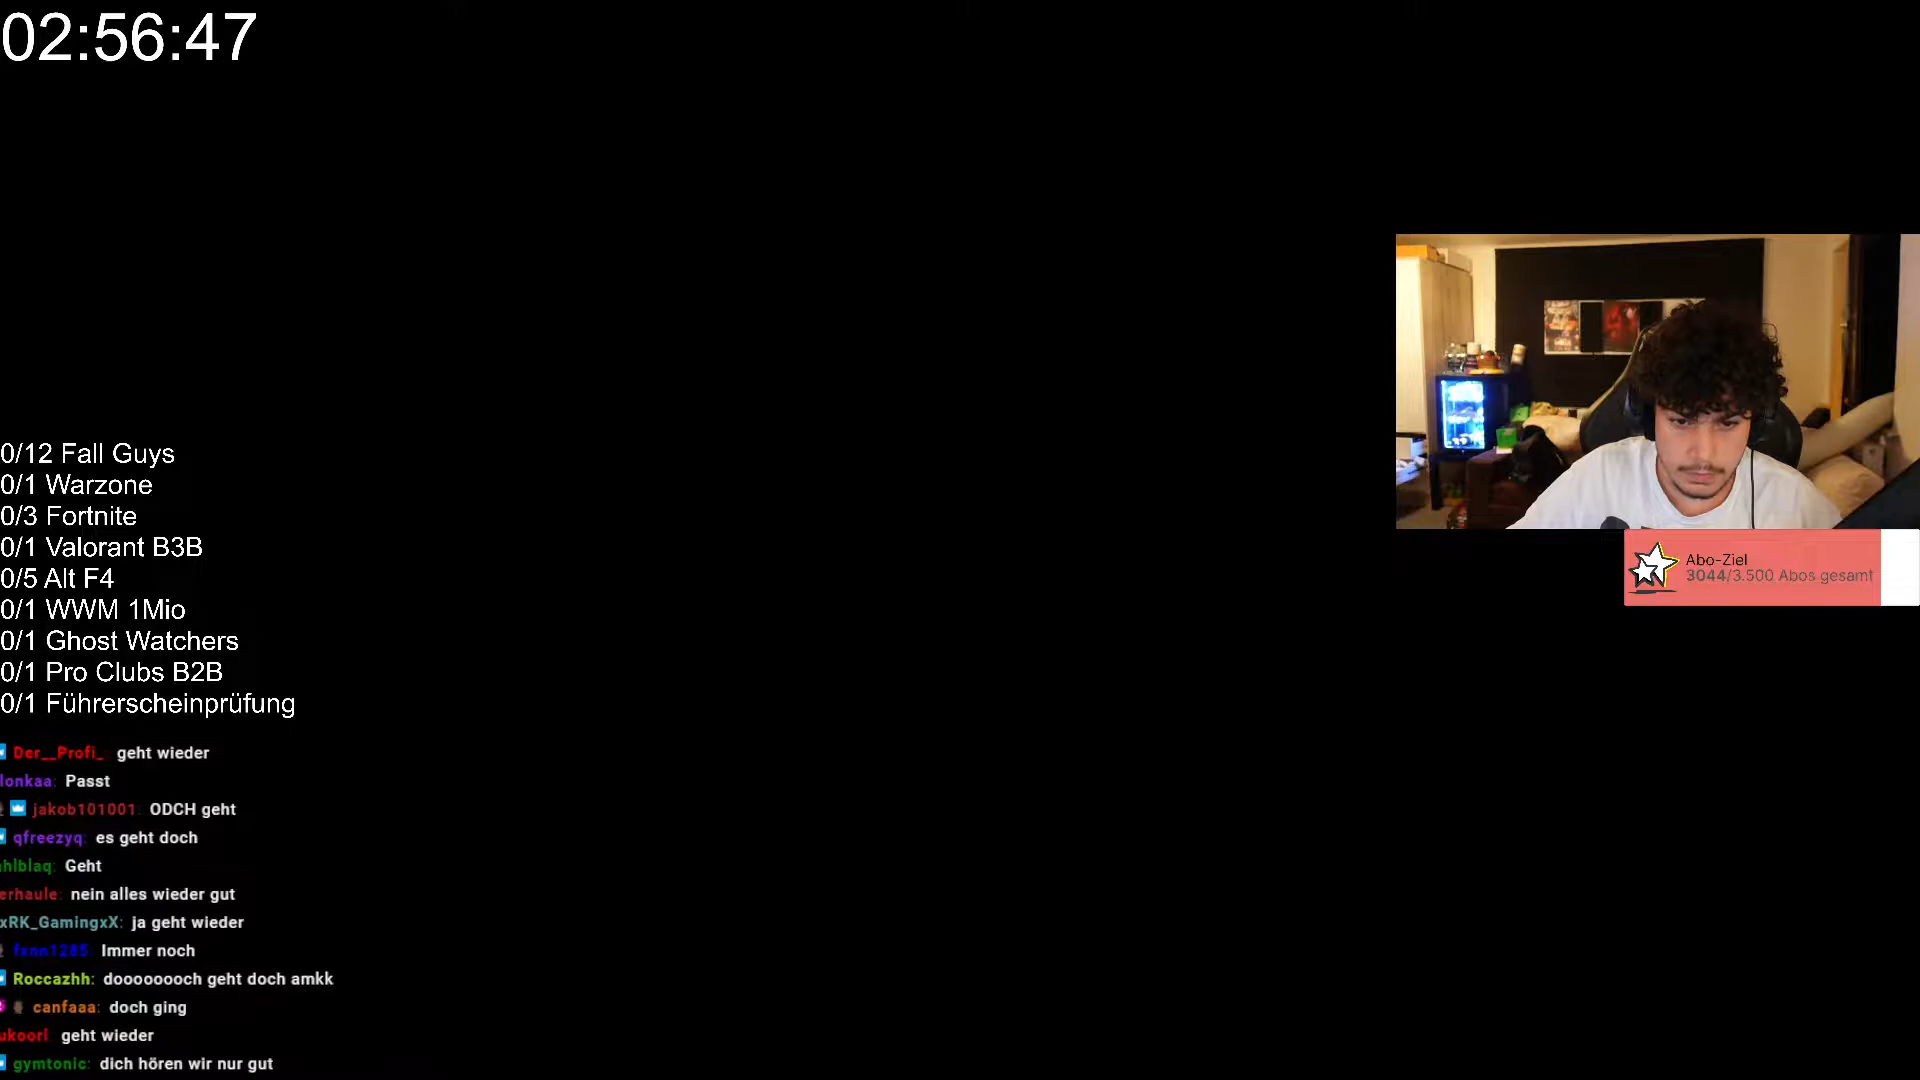 02:56:47
0/12 Fall Guys
0/1 Warzone
0/3 Fortnite
0/1 Valorant B3B
0/5 Alt F4
0/1 WWM 1Mio
0/1 Ghost Watchers
0/1 Pro Clubs B2B
0/1 Führerscheinprüfung
Abo-Ziel
3044/3.500 Abos gesamt
Der__Profi_: geht wieder
lonkaa: Passt
jakob101001: ODCH geht
qfreezyq: es geht doch
hlblaq: Geht
erhaule: nein alles wieder gut
xRK_GamingxX: ja geht wieder
fxnn1285: Immer noch
Roccazhh: doooooooch geht doch amkk
canfaaa: doch ging
ukoorl: geht wieder
gymtonic: dich hören wir nur gut